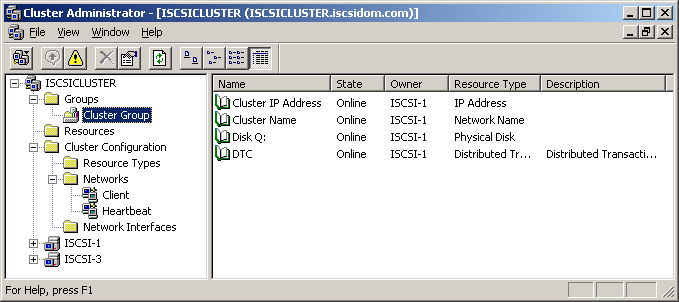 Cluster Administrator - [ISCSICLUSTER (ISCSICLUSTER.iscsidom.com)]
File View Window Help
ISCSICLUSTER
Groups
Cluster Group
Resources
Cluster Configuration
Resource Types
Networks
Client
Heartbeat
Network Interfaces
ISCSI-1
ISCSI-3
Name State Owner Resource Type Description
Cluster IP Address Online ISCSI-1 IP Address
Cluster Name Online ISCSI-1 Network Name
Disk Q: Online ISCSI-1 Physical Disk
DTC Online ISCSI-1 Distributed Tr... Distributed Transacti...
For Help, press F1